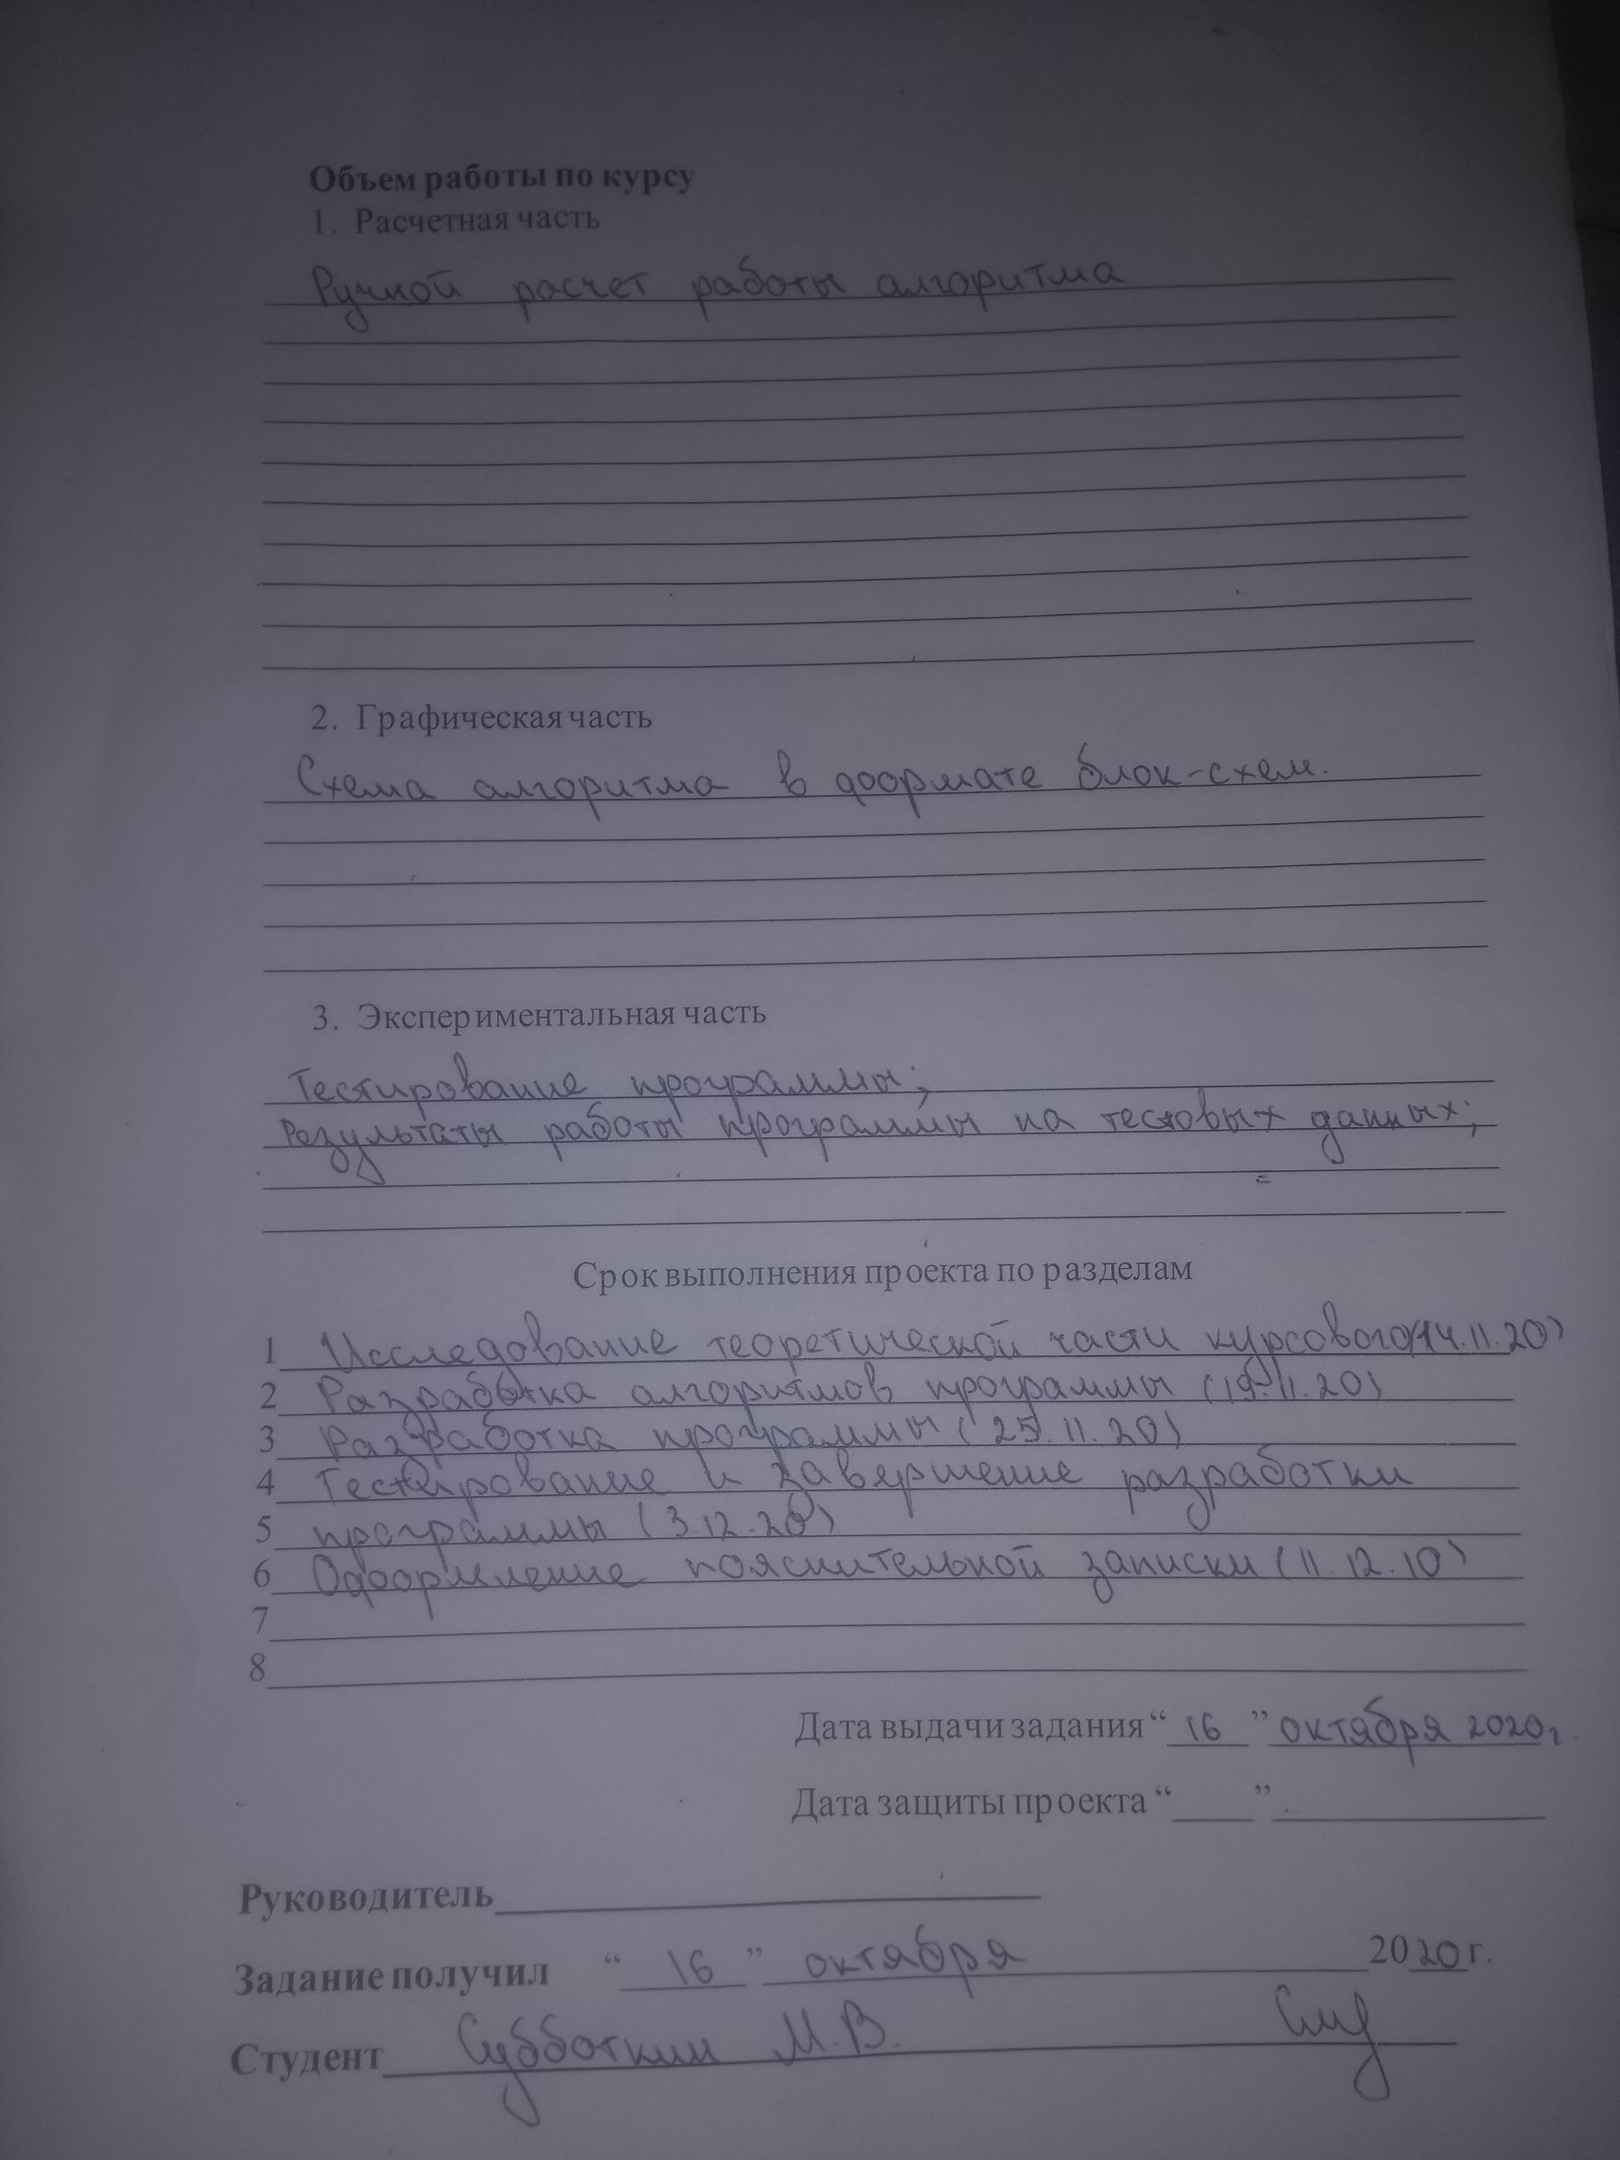 Объем работы по курсу
1. Расчетная часть
Ручной расчет работы алгоритма
2. Графическая часть
Схема алгоритма в формате блок-схем.
3. Экспериментальная часть
Тестирование программы;
Результаты работы программы на тестовых данных;
Срок выполнения проекта по разделам
1 Исследование теоретической части курсового (14.11.20)
2 Разработка алгоритмов программы (19.11.20)
3 Разработка программы (25.11.20)
4 Тестирование и завершение разработки
5 программы (3.12.20)
6 Оформление пояснительной записки (11.12.10)
7
8
Дата выдачи задания “ 16 ” октября 2020г.
Дата защиты проекта “ ”
Руководитель
Задание получил “ 16 ” октября 2020г.
Студент Субботкин М.В.